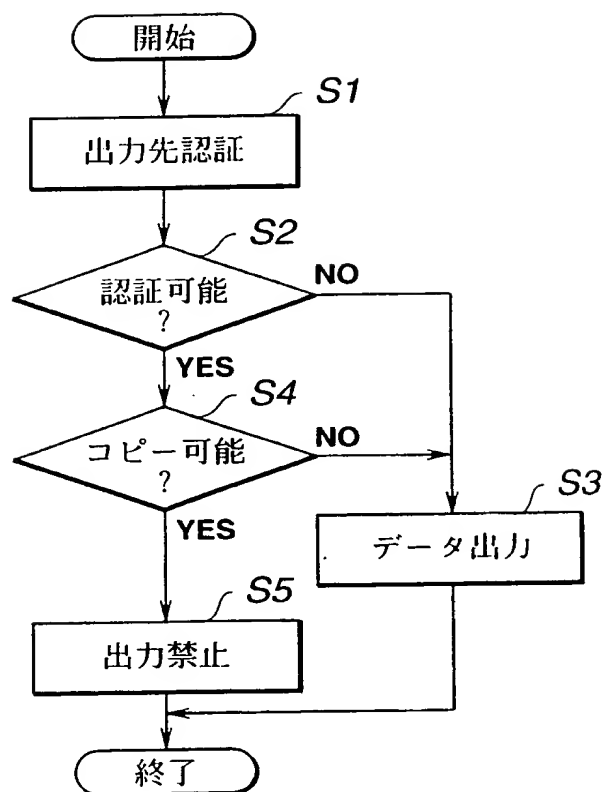 開始
S1
出力先認証
S2
認証可能
?
NO
YES
S4
コピー可能
?
NO
YES
S3
データ出力
S5
出力禁止
終了